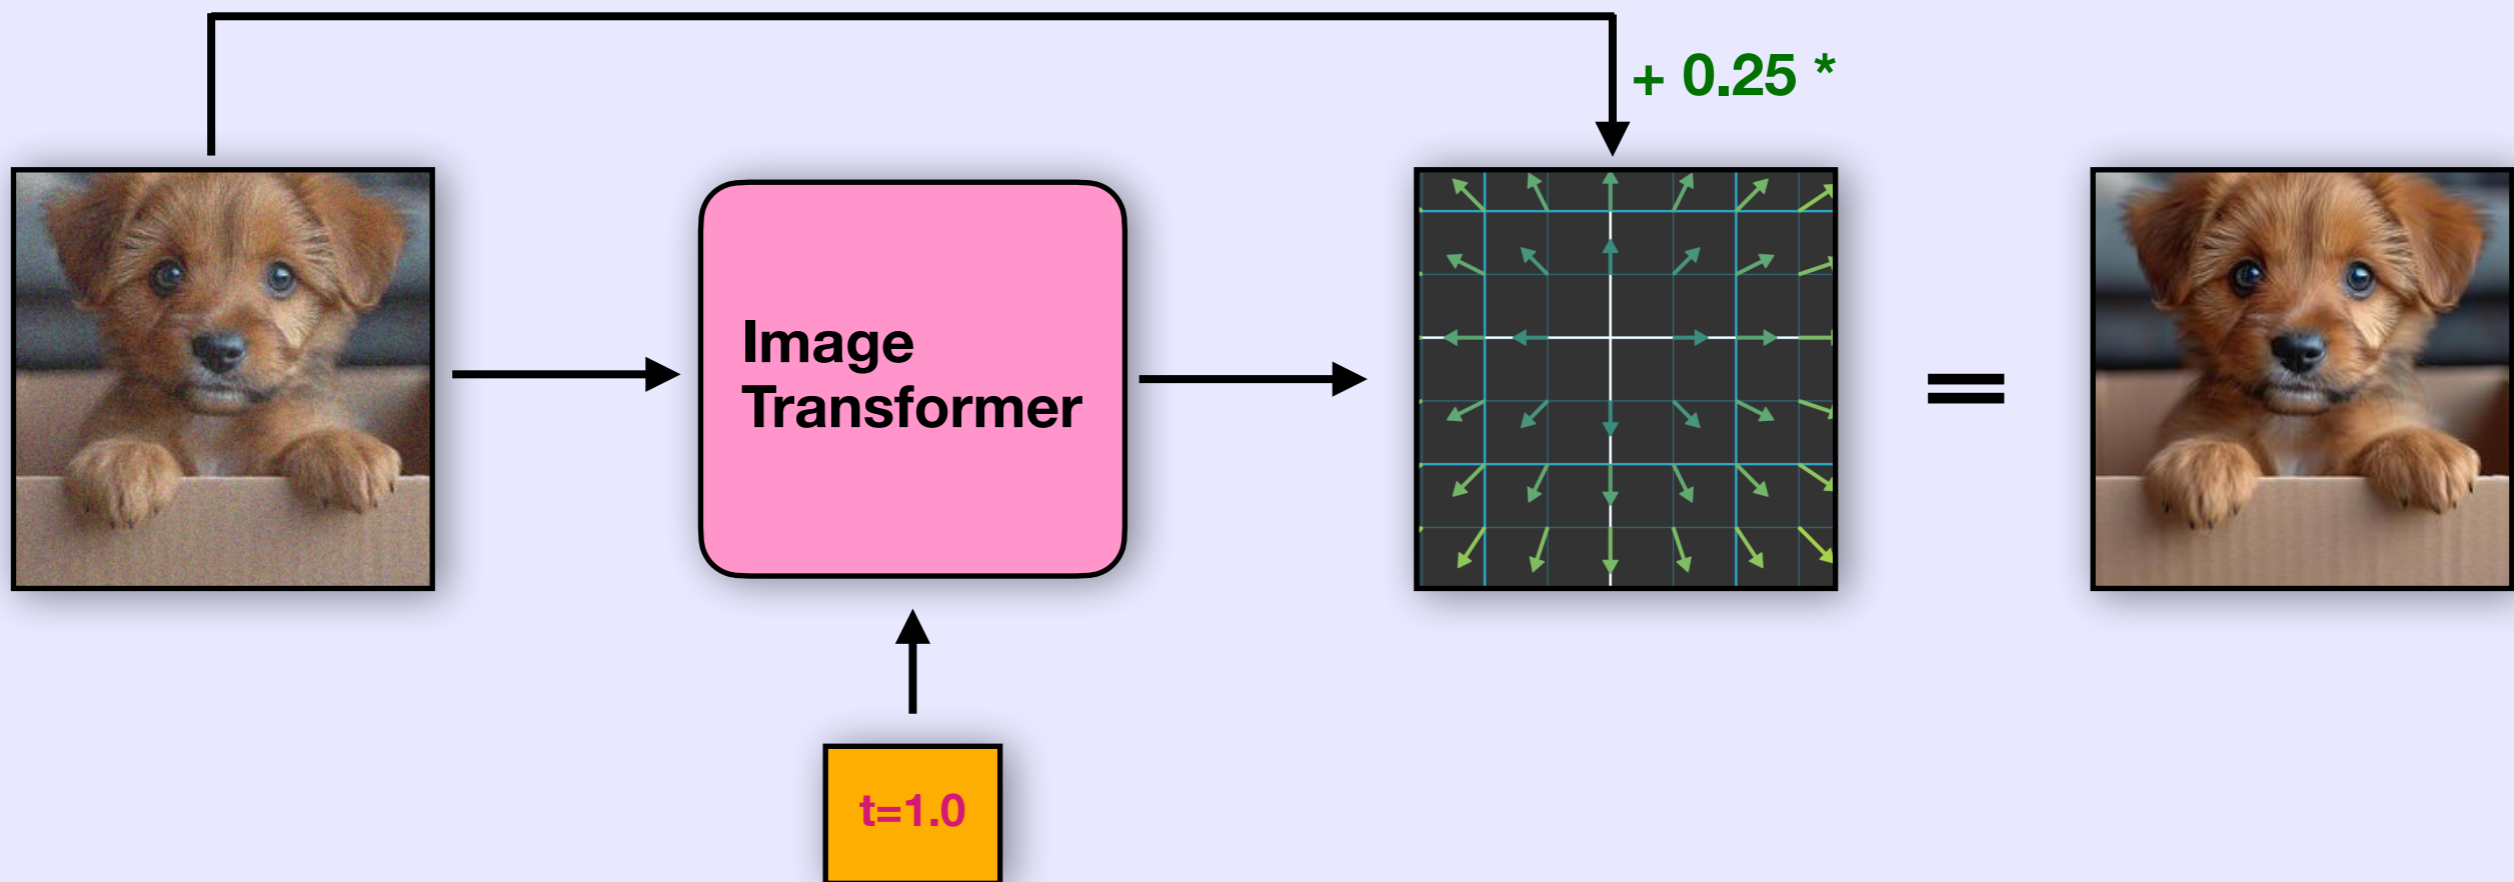 + 0.25 *
Image
Transformer
=
t=1.0